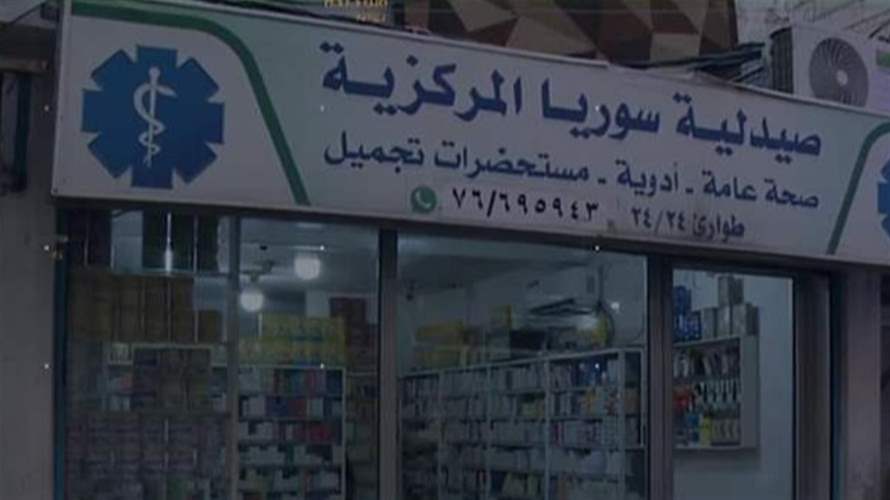 صيدلية سوريا المركزية
صحة عامة - أدوية - مستحضرات تجميل
طوارئ ٢٤/٢٤ ٧٦/٦٩٥٩٤٣